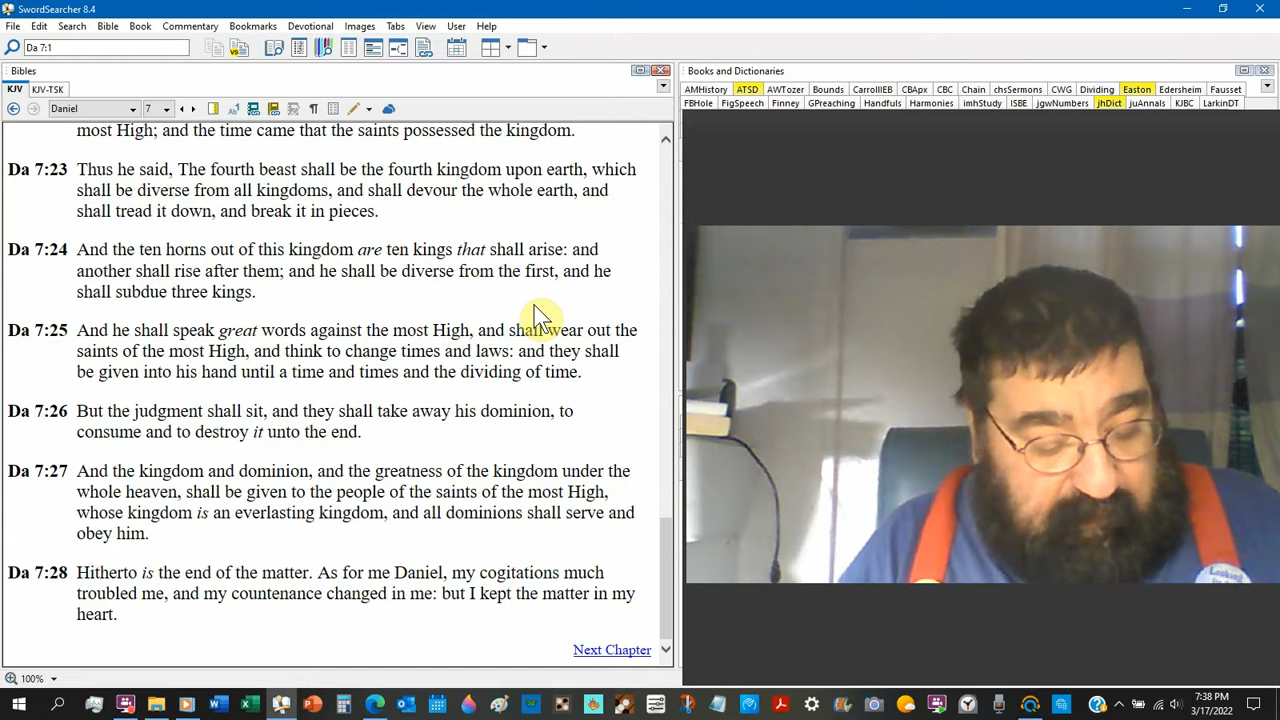 SwordSearcher 8.4
File Edit Search Bible Book Commentary Bookmarks Devotional Images Tabs View User Help
Da 7:1
Bibles
KJV KJV-TSK
Daniel 7
most High; and the time came that the saints possessed the kingdom.
Da 7:23 Thus he said, The fourth beast shall be the fourth kingdom upon earth, which
shall be diverse from all kingdoms, and shall devour the whole earth, and
shall tread it down, and break it in pieces.
Da 7:24 And the ten horns out of this kingdom are ten kings that shall arise: and
another shall rise after them; and he shall be diverse from the first, and he
shall subdue three kings.
Da 7:25 And he shall speak great words against the most High, and shall wear out the
saints of the most High, and think to change times and laws: and they shall
be given into his hand until a time and times and the dividing of time.
Da 7:26 But the judgment shall sit, and they shall take away his dominion, to
consume and to destroy it unto the end.
Da 7:27 And the kingdom and dominion, and the greatness of the kingdom under the
whole heaven, shall be given to the people of the saints of the most High,
whose kingdom is an everlasting kingdom, and all dominions shall serve and
obey him.
Da 7:28 Hitherto is the end of the matter. As for me Daniel, my cogitations much
troubled me, and my countenance changed in me: but I kept the matter in my
heart.
Next Chapter
100%
Books and Dictionaries
AMHistory ATSD AWTozer Bounds CarrollIEB CBApx CBC Chain chsSermons CWG Dividing Easton Edersheim Fausset
FBHole FigSpeech Finney GPreaching Handfuls Harmonies imhStudy ISBE jgwNumbers jhDict juAnnals KJBC LarkinDT
7:38 PM
3/17/2022